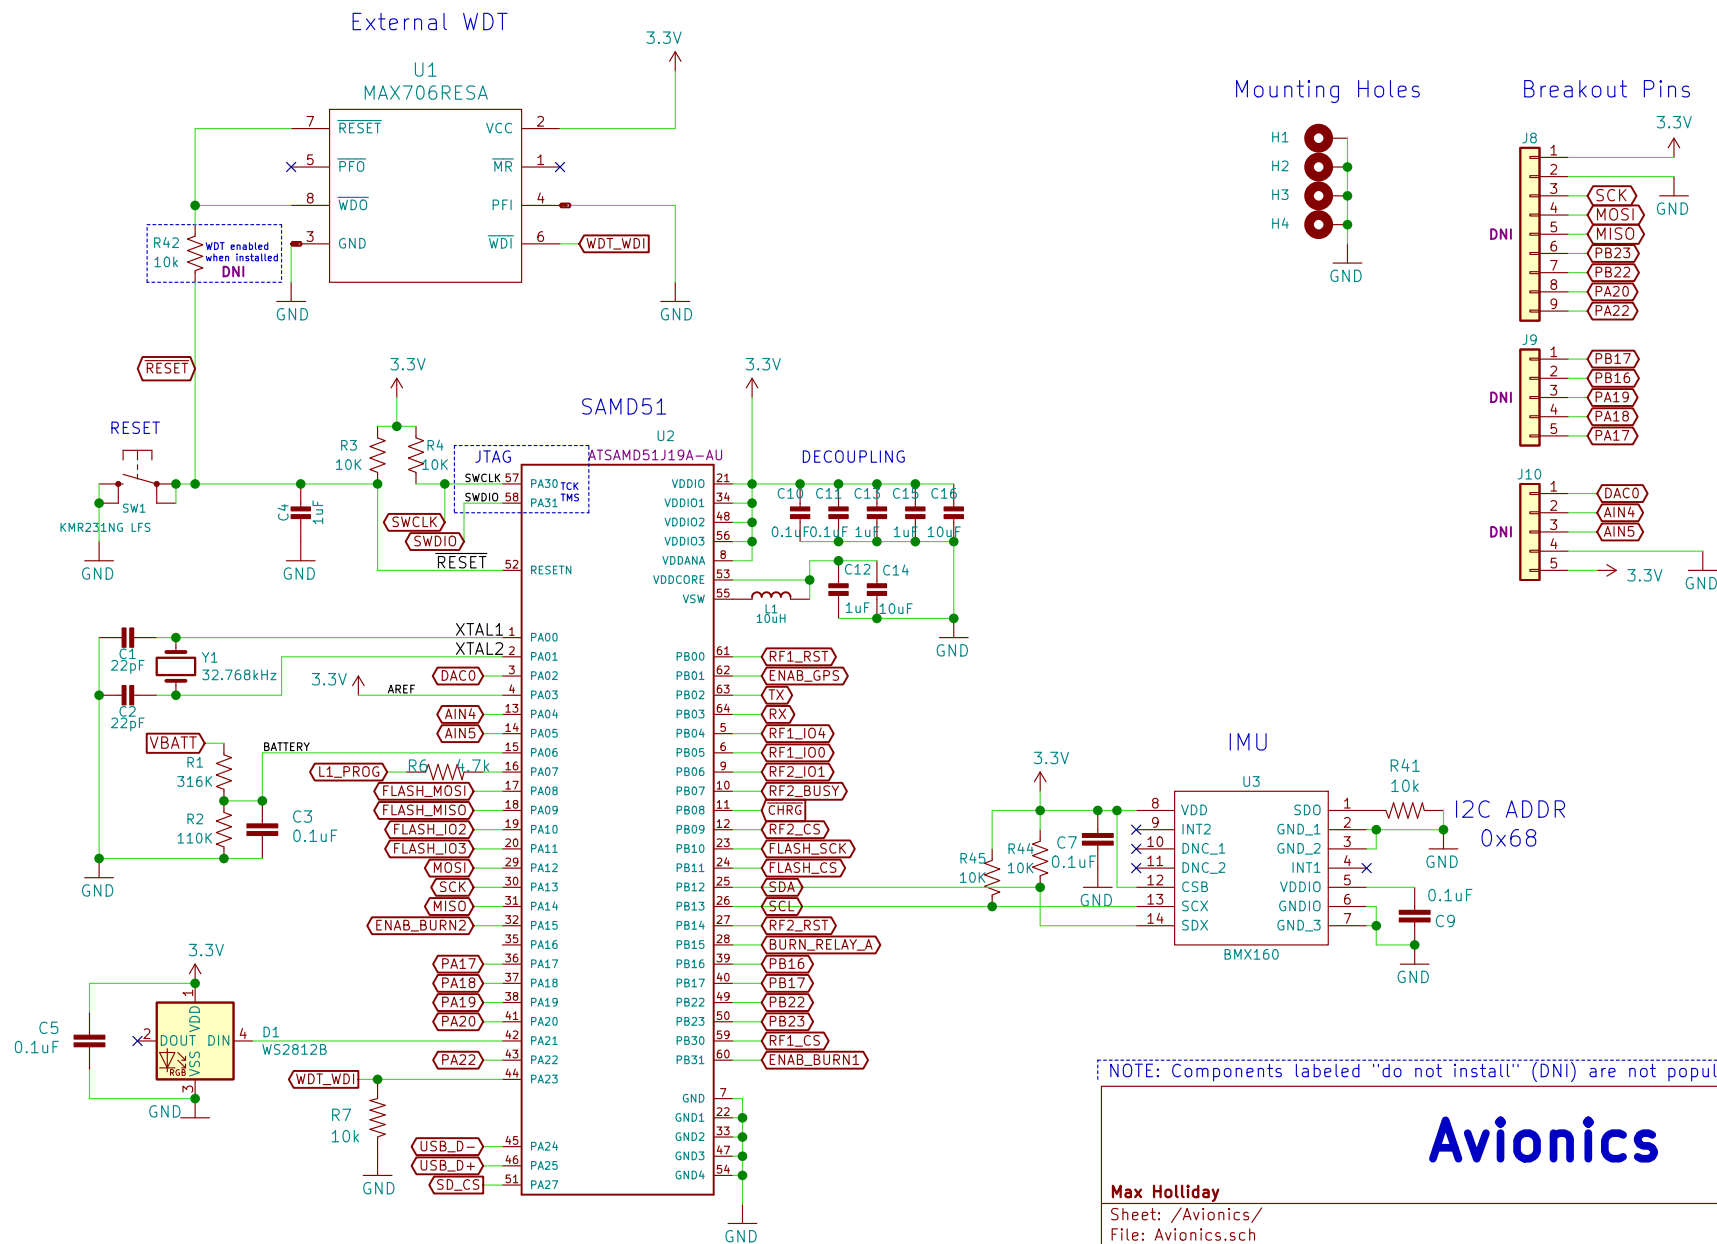 External WDT
3.3V
U1
MAX706RESA
7 RESET VCC 2
5 PFO MR 1
8 WDO PFI 4
3 GND WDI 6
WDT_WDI
R42
10k
WDT enabled
when installed
DNI
GND
GND
RESET
Mounting Holes
H1
H2
H3
H4
GND
Breakout Pins
3.3V
J8
DNI
1
2
GND
3 SCK
4 MOSI
5 MISO
6 PB23
7 PB22
8 PA20
9 PA22
J9
DNI
1 PB17
2 PB16
3 PA19
4 PA18
5 PA17
J10
DNI
1 DAC0
2 AIN4
3 AIN5
4
GND
5 3.3V
RESET
SW1
KMR231NG LFS
GND
C4
1uF
GND
3.3V
R3
10K
R4
10K
JTAG
SWCLK
SWDIO
TCK
TMS
SWCLK
SWDIO
RESET
SAMD51
U2
ATSAMD51J19A-AU
3.3V
DECOUPLING
C10
0.1uF
C11
0.1uF
C13
1uF
C15
1uF
C16
10uF
C12
1uF
C14
10uF
L1
10uH
GND
57 PA30
58 PA31
52 RESETN
XTAL1 1 PA00
XTAL2 2 PA01
DAC0 3 PA02
3.3V AREF 4 PA03
AIN4 13 PA04
AIN5 14 PA05
BATTERY 15 PA06
L1_PROG R6 4.7k 16 PA07
FLASH_MOSI 17 PA08
FLASH_MISO 18 PA09
FLASH_IO2 19 PA10
FLASH_IO3 20 PA11
MOSI 29 PA12
SCK 30 PA13
MISO 31 PA14
ENAB_BURN2 32 PA15
35 PA16
PA17 36 PA17
PA18 37 PA18
PA19 38 PA19
PA20 41 PA20
42 PA21
PA22 43 PA22
WDT_WDI 44 PA23
USB_D- 45 PA24
USB_D+ 46 PA25
SD_CS 51 PA27
VDDIO 21
VDDIO1 34
VDDIO2 48
VDDIO3 56
VDDANA 8
VDDCORE 53
VSW 55
PB00 61 RF1_RST
PB01 62 ENAB_GPS
PB02 63 TX
PB03 64 RX
PB04 5 RF1_IO4
PB05 6 RF1_IO0
PB06 9 RF2_IO1
PB07 10 RF2_BUSY
PB08 11 CHRG
PB09 12 RF2_CS
PB10 23 FLASH_SCK
PB11 24 FLASH_CS
PB12 25 SDA
PB13 26 SCL
PB14 27 RF2_RST
PB15 28 BURN_RELAY_A
PB16 39 PB16
PB17 40 PB17
PB22 49 PB22
PB23 50 PB23
PB30 59 RF1_CS
PB31 60 ENAB_BURN1
GND 7
GND1 22
GND2 33
GND3 47
GND4 54
GND
C1
22pF
Y1
32.768kHz
C2
22pF
VBATT
R1
316K
R2
110K
C3
0.1uF
GND
3.3V
C5
0.1uF
1 VDD
2 DOUT
DIN 4
VSS 3
RGB
D1
WS2812B
GND
R7
10k
GND
IMU
3.3V
U3
R45
10K
R44
10K
C7
0.1uF
GND
8 VDD SDO 1
9 INT2 GND_1 2
10 DNC_1 GND_2 3
11 DNC_2 INT1 4
12 CSB VDDIO 5
13 SCX GNDIO 6
14 SDX GND_3 7
BMX160
R41
10k
I2C ADDR
0x68
GND
0.1uF
C9
GND
NOTE: Components labeled "do not install" (DNI) are not popul
Avionics
Max Holliday
Sheet: /Avionics/
File: Avionics.sch